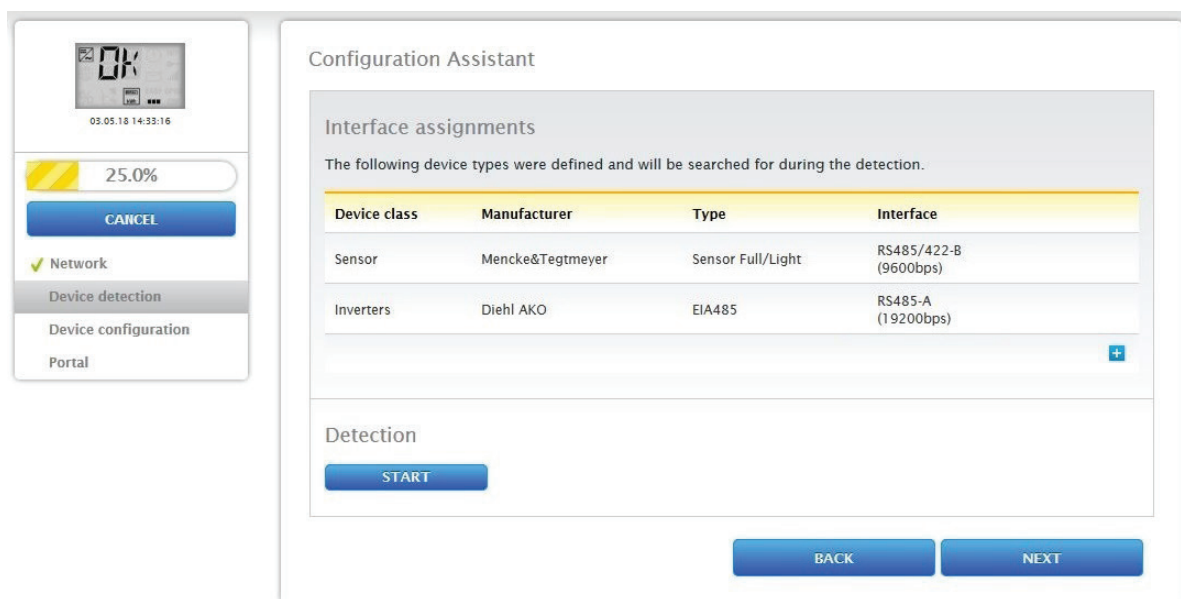 OK
03.05.18 14:33:16
25.0%
CANCEL
Network
Device detection
Device configuration
Portal
Configuration Assistant
Interface assignments
The following device types were defined and will be searched for during the detection.
Device class Manufacturer Type Interface
Sensor Mencke&Tegtmeyer Sensor Full/Light RS485/422-B
(9600bps)
Inverters Diehl AKO EIA485 RS485-A
(19200bps)
+
Detection
START
BACK NEXT